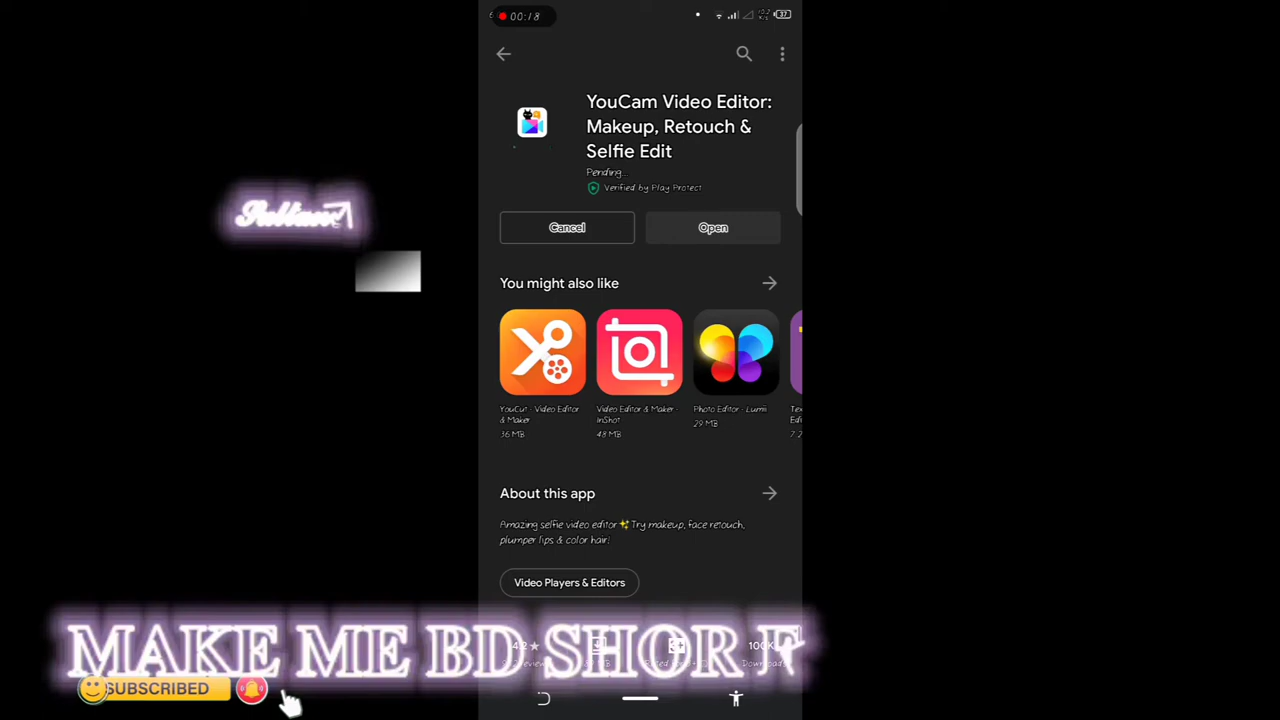 00:18
37
YouCam Video Editor:
Makeup, Retouch &
Selfie Edit
Pending...
Verified by Play Protect
Cancel
Open
You might also like
YouCut - Video Editor
& Maker
36 MB
Video Editor & Maker -
InShot
48 MB
Photo Editor - Lumii
29 MB
About this app
Amazing selfie video editor✨Try makeup, face retouch,
plumper lips & color hair!
Video Players & Editors
MAKE ME BD SHOR
SUBSCRIBED